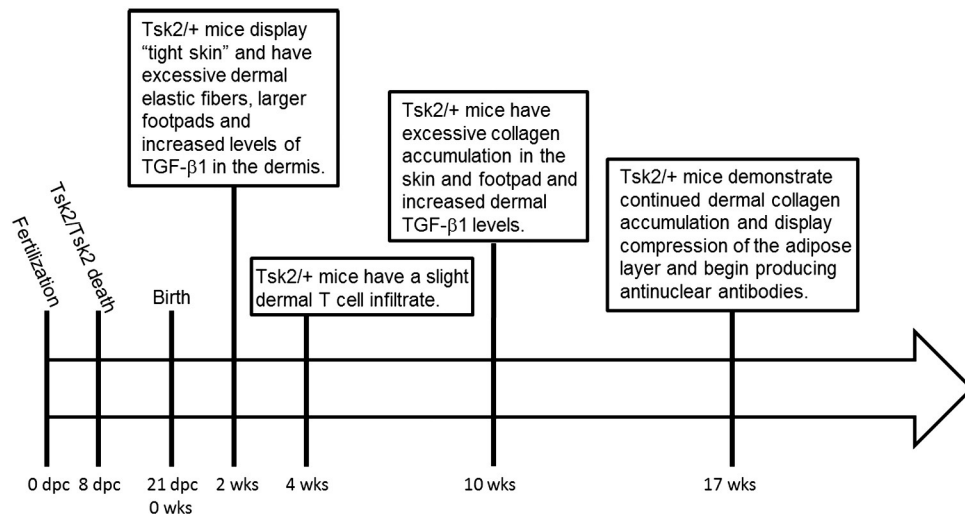 Tsk2/+ mice display
“tight skin” and have
excessive dermal
elastic fibers, larger
footpads and
increased levels of
TGF-β1 in the dermis.
Tsk2/+ mice have
excessive collagen
accumulation in the
skin and footpad and
increased dermal
TGF-β1 levels.
Tsk2/+ mice demonstrate
continued dermal collagen
accumulation and display
compression of the adipose
layer and begin producing
antinuclear antibodies.
Fertilization
Tsk2/Tsk2 death
Birth
Tsk2/+ mice have a slight
dermal T cell infiltrate.
0 dpc
8 dpc
21 dpc
0 wks
2 wks
4 wks
10 wks
17 wks